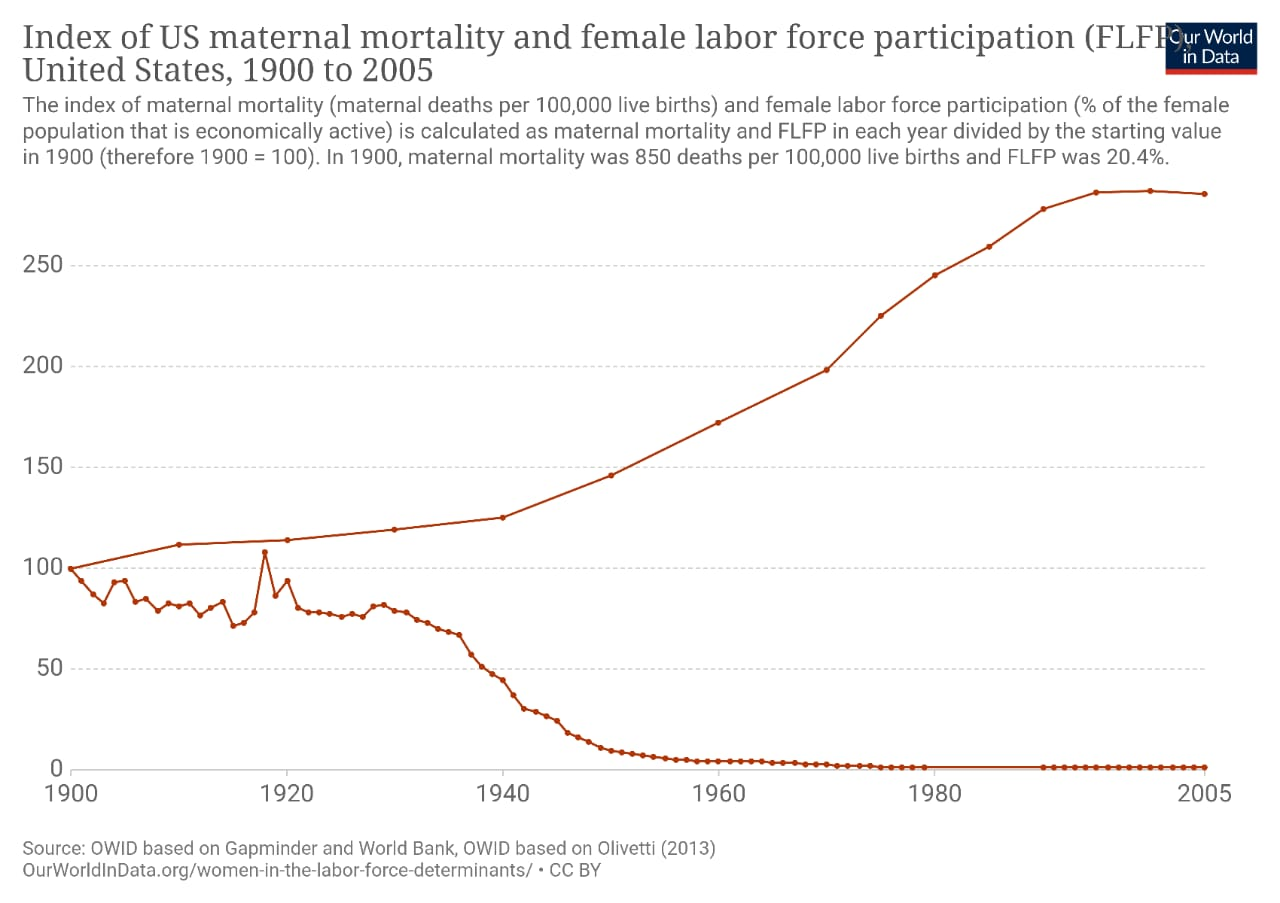 Index of US maternal mortality and female labor force participation (FLFP),
United States, 1900 to 2005
Our World
in Data
The index of maternal mortality (maternal deaths per 100,000 live births) and female labor force participation (% of the female
population that is economically active) is calculated as maternal mortality and FLFP in each year divided by the starting value
in 1900 (therefore 1900 = 100). In 1900, maternal mortality was 850 deaths per 100,000 live births and FLFP was 20.4%.
250
200
150
100
50
0
1900 1920 1940 1960 1980 2005
Source: OWID based on Gapminder and World Bank, OWID based on Olivetti (2013)
OurWorldInData.org/women-in-the-labor-force-determinants/ • CC BY